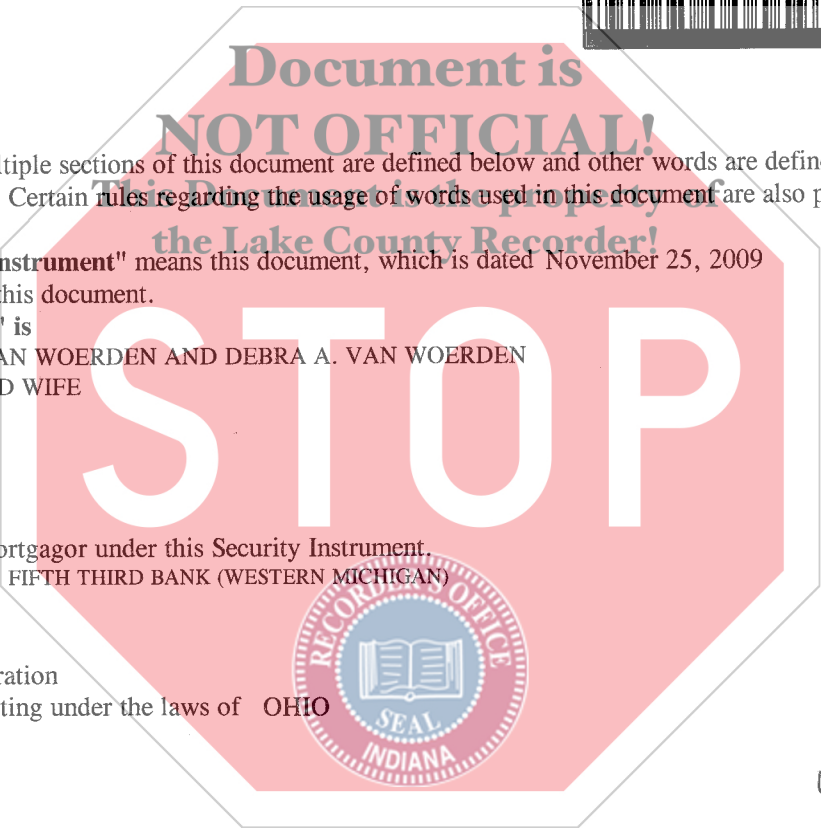 Document is
NOT OFFICIAL!
ltiple sections of this document are defined below and other words are define
Certain rules regarding the usage of words used in this document are also p
This Document is the property of
the Lake County Recorder!
nstrument" means this document, which is dated November 25, 2009
this document.
" is
AN WOERDEN AND DEBRA A. VAN WOERDEN
D WIFE
STOP
ortgagor under this Security Instrument.
FIFTH THIRD BANK (WESTERN MICHIGAN)
RECORDER'S OFFICE
ration
ting under the laws of OHIO
SEAL
INDIANA